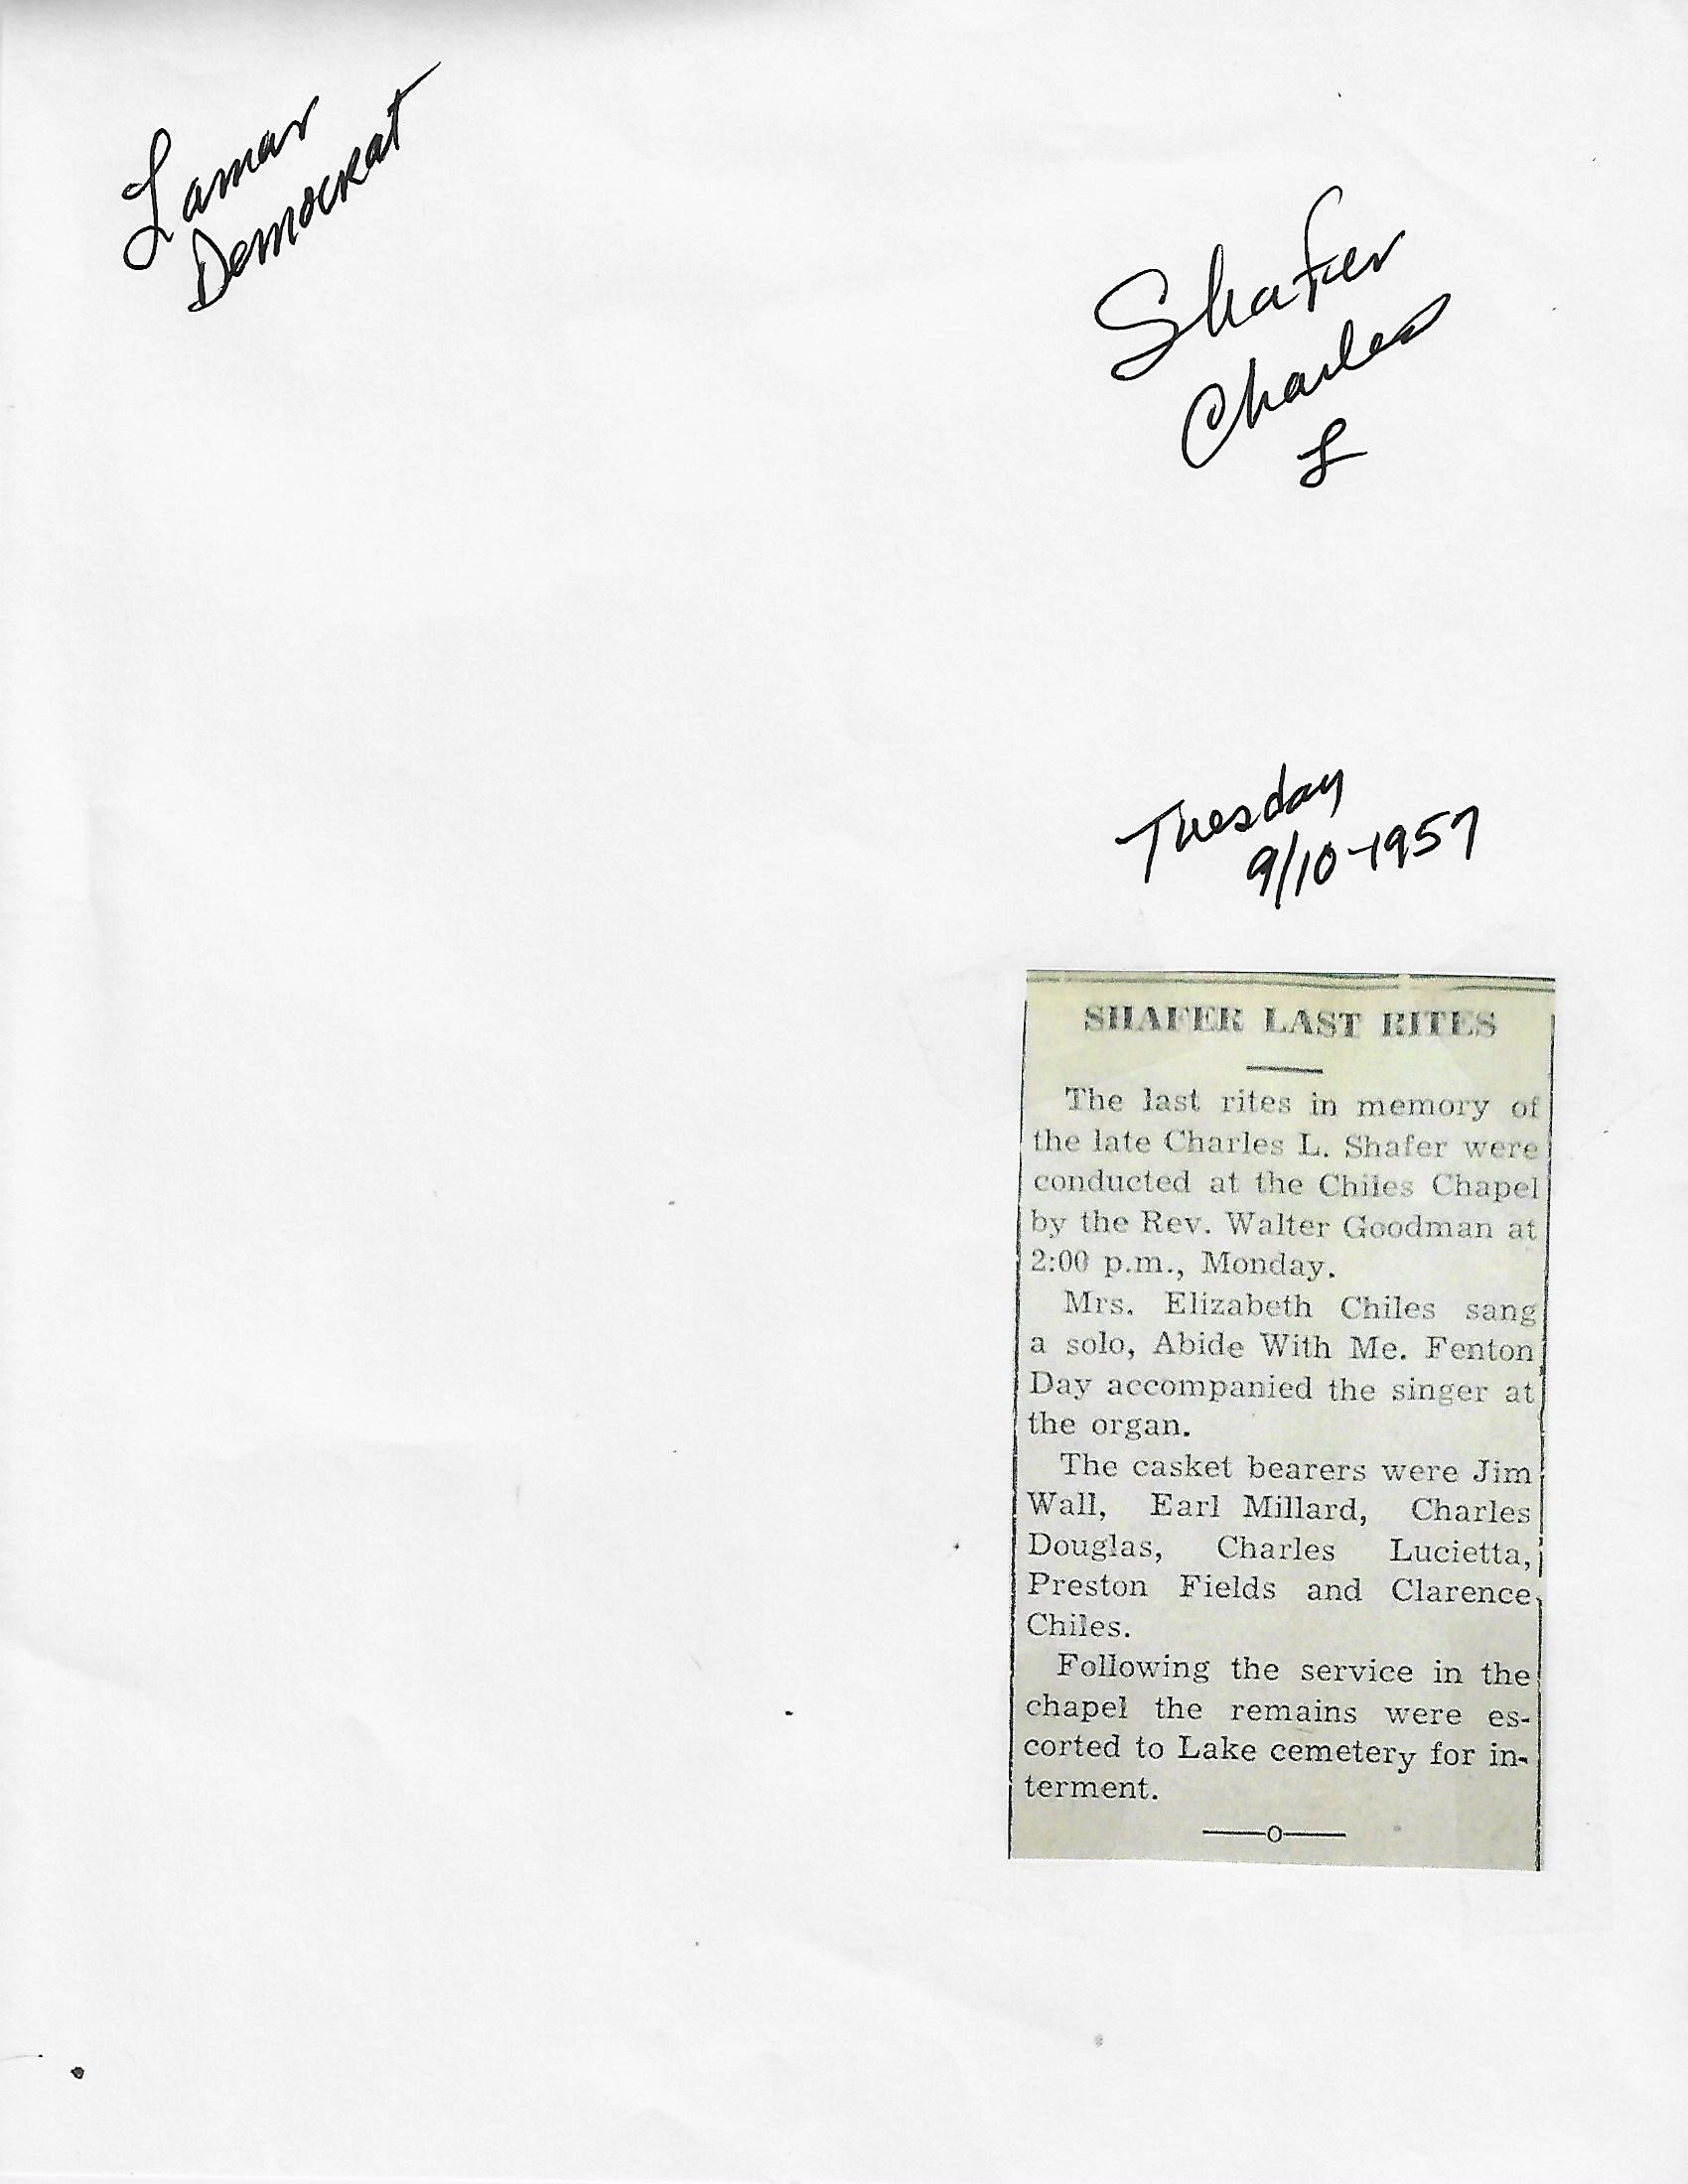 Lamar
Democrat
Shafer
Charles
L
Tuesday
9/10-1957
SHAFER LAST RITES
The last rites in memory of
the late Charles L. Shafer were
conducted at the Chiles Chapel
by the Rev. Walter Goodman at
2:00 p.m., Monday.
Mrs. Elizabeth Chiles sang
a solo, Abide With Me. Fenton
Day accompanied the singer at
the organ.
The casket bearers were Jim
Wall, Earl Millard, Charles
Douglas, Charles Lucietta,
Preston Fields and Clarence
Chiles.
Following the service in the
chapel the remains were es-
corted to Lake cemetery for in-
terment.